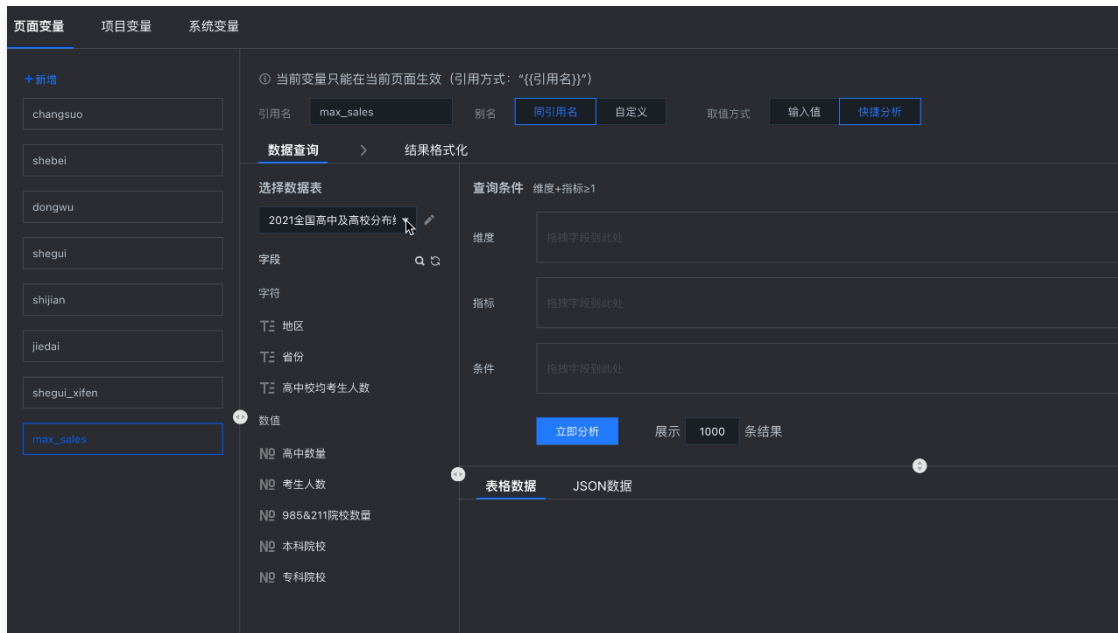 页面变量 项目变量 系统变量
+新增
changsuo
shebei
dongwu
shegui
shijian
jiedai
shegui_xifen
max_sales
当前变量只能在当前页面生效（引用方式：“{{引用名}}”）
引用名 max_sales 别名 同引用名 自定义 取值方式 输入值 快捷分析
数据查询 > 结果格式化
选择数据表
2021全国高中及高校分布
字段
字符
地区
省份
高中校均考生人数
数值
NO 高中数量
NO 考生人数
NO 985&211院校数量
NO 本科院校
NO 专科院校
查询条件 维度+指标≥1
维度 拖拽字段到此处
指标 拖拽字段到此处
条件 拖拽字段到此处
立即分析 展示 1000 条结果
表格数据 JSON数据